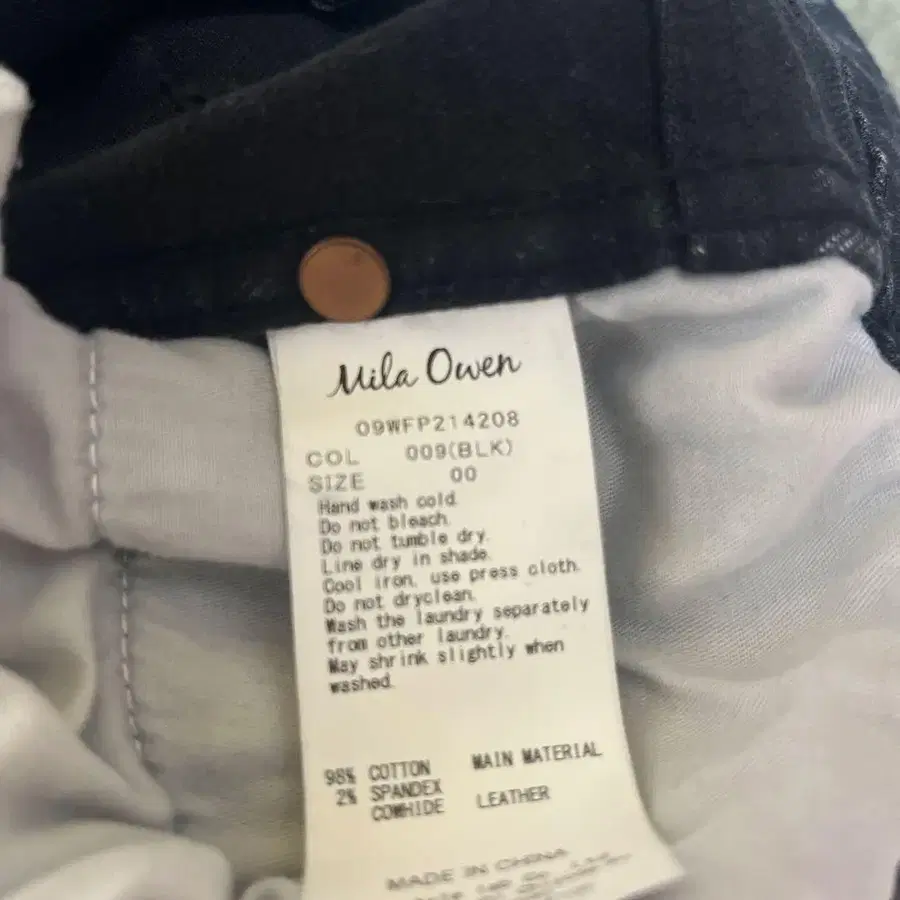 Mila Owen
09WFP214208
COL 009(BLK)
SIZE 00
Hand wash cold.
Do not bleach.
Do not tumble dry.
Line dry in shade.
Cool iron, use press cloth.
Do not dryclean.
Wash the laundry separately
from other laundry.
May shrink slightly when
washed.
98% COTTON MAIN MATERIAL
2% SPANDEX
COWHIDE LEATHER
MADE IN CHINA